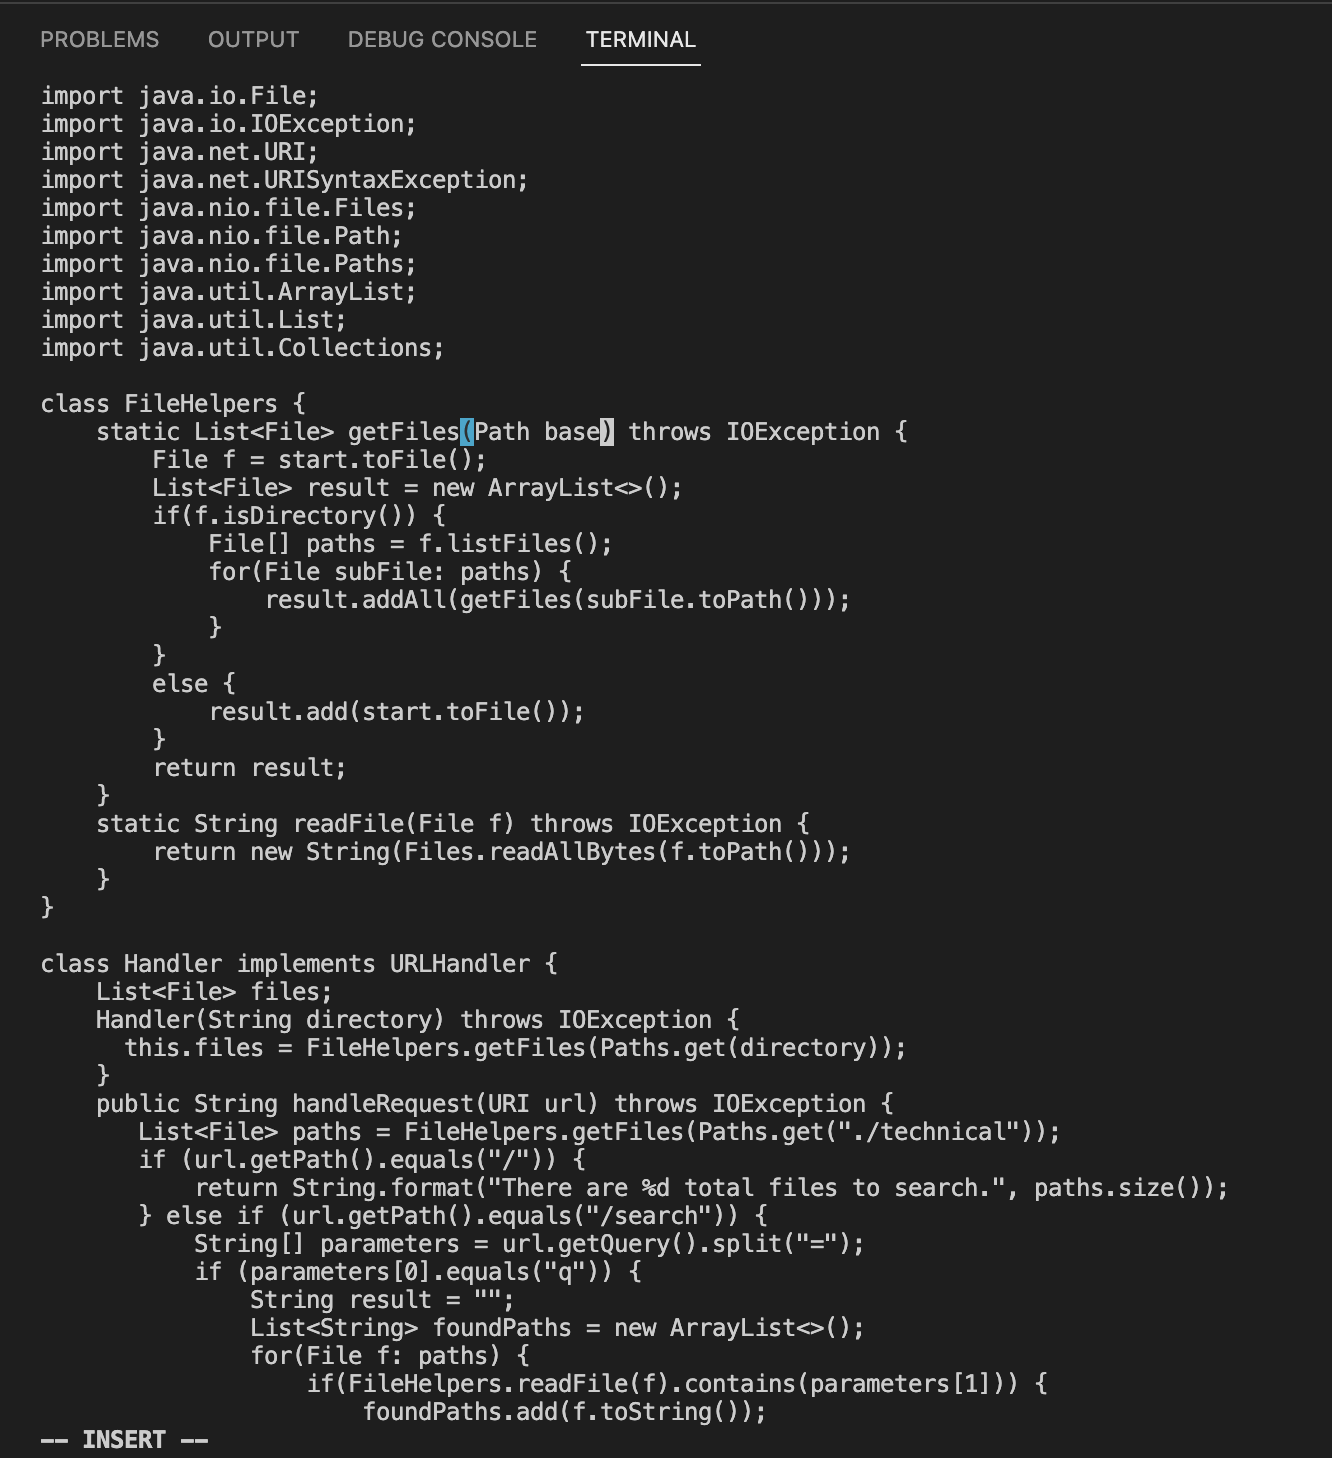 PROBLEMS OUTPUT DEBUG CONSOLE TERMINAL
import java.io.File;
import java.io.IOException;
import java.net.URI;
import java.net.URISyntaxException;
import java.nio.file.Files;
import java.nio.file.Path;
import java.nio.file.Paths;
import java.util.ArrayList;
import java.util.List;
import java.util.Collections;

class FileHelpers {
    static List<File> getFiles(Path base) throws IOException {
        File f = start.toFile();
        List<File> result = new ArrayList<>();
        if(f.isDirectory()) {
            File[] paths = f.listFiles();
            for(File subFile: paths) {
                result.addAll(getFiles(subFile.toPath()));
            }
        }
        else {
            result.add(start.toFile());
        }
        return result;
    }
    static String readFile(File f) throws IOException {
        return new String(Files.readAllBytes(f.toPath()));
    }
}

class Handler implements URLHandler {
    List<File> files;
    Handler(String directory) throws IOException {
      this.files = FileHelpers.getFiles(Paths.get(directory));
    }
    public String handleRequest(URI url) throws IOException {
       List<File> paths = FileHelpers.getFiles(Paths.get("./technical"));
       if (url.getPath().equals("/")) {
           return String.format("There are %d total files to search.", paths.size());
       } else if (url.getPath().equals("/search")) {
           String[] parameters = url.getQuery().split("=");
           if (parameters[0].equals("q")) {
               String result = "";
               List<String> foundPaths = new ArrayList<>();
               for(File f: paths) {
                   if(FileHelpers.readFile(f).contains(parameters[1])) {
                       foundPaths.add(f.toString());
-- INSERT --